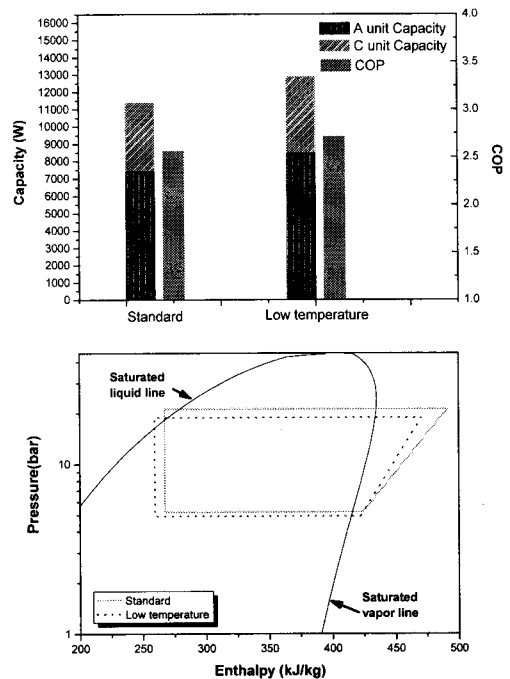 16000
15000
14000
13000
12000
11000
10000
9000
8000
7000
6000
5000
4000
3000
2000
1000
0
Capacity (W)
A unit Capacity
C unit Capacity
COP
4.0
3.5
3.0
2.5
2.0
1.5
1.0
COP
Standard
Low temperature
Saturated
liquid line
10
1
Pressure(bar)
Saturated
vapor line
Standard
Low temperature
200
250
300
350
400
450
500
Enthalpy (kJ/kg)